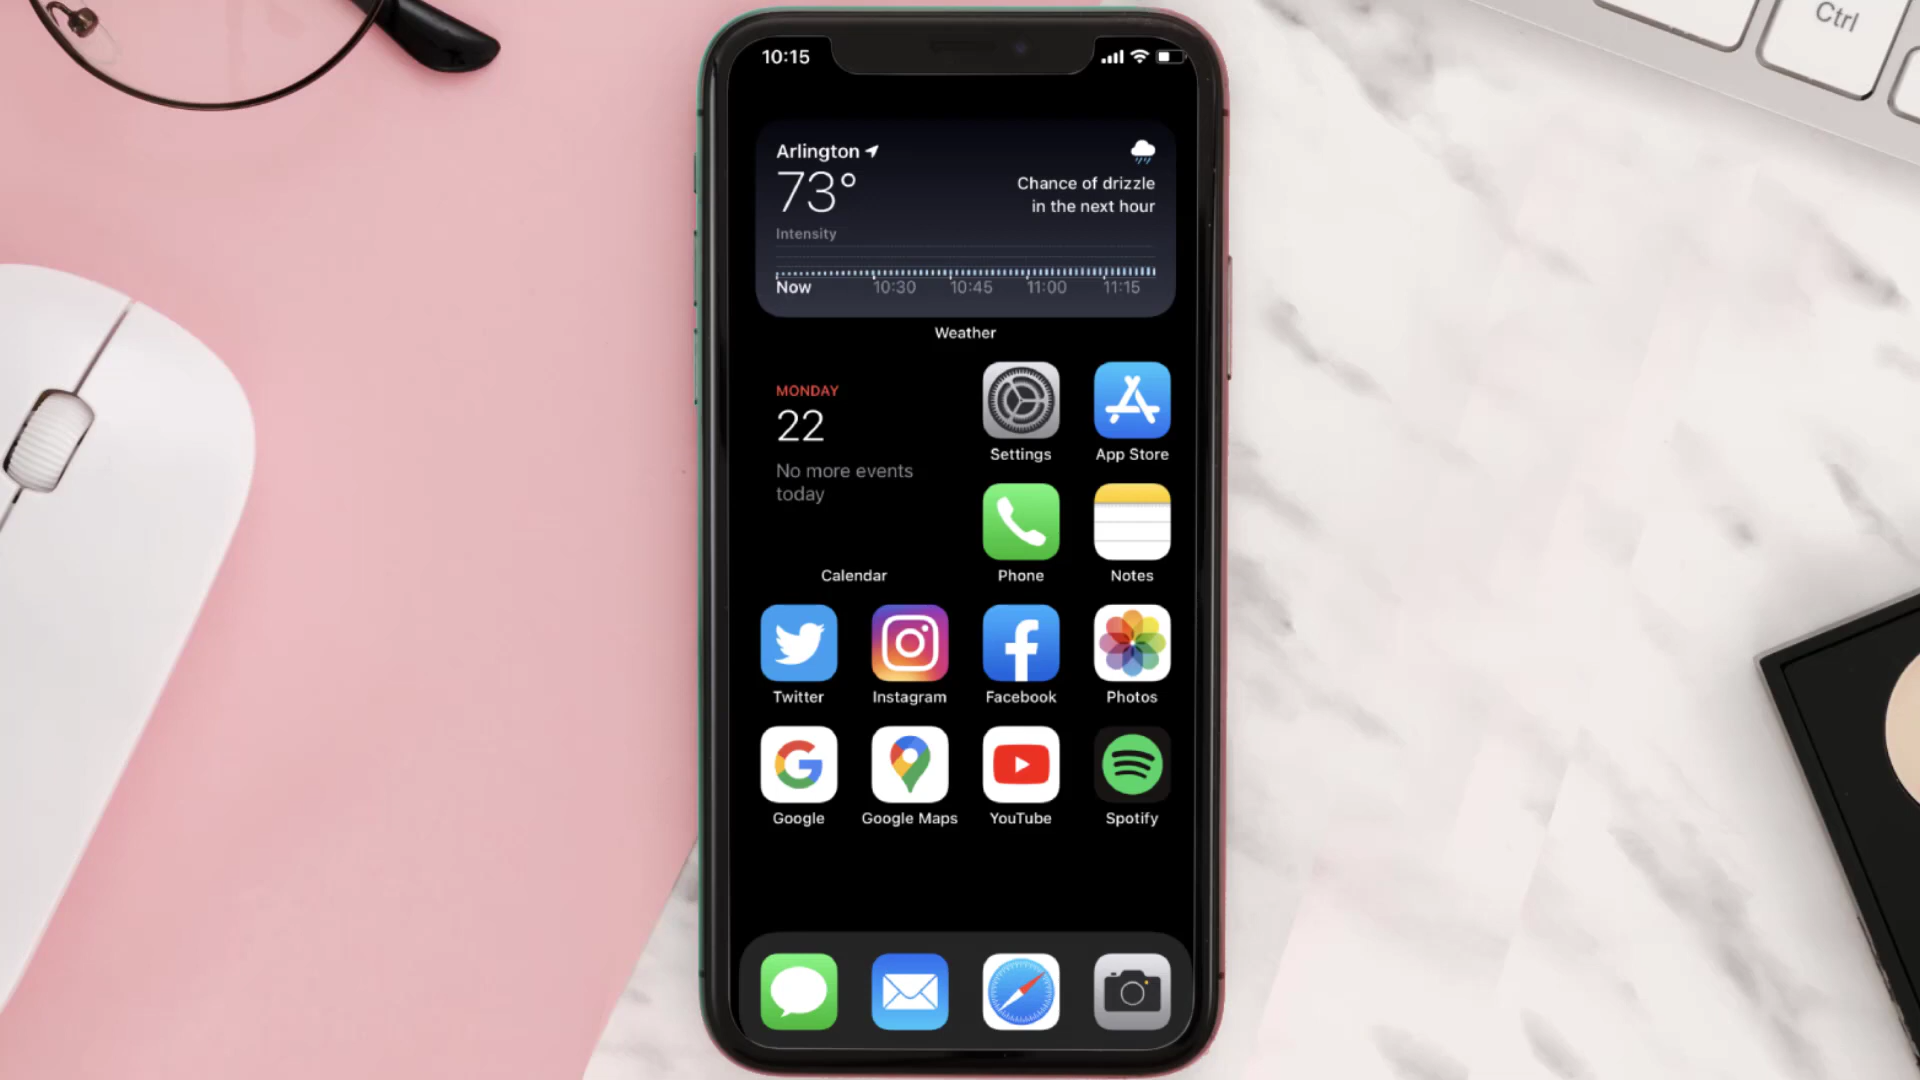 Ctrl
10:15
Arlington
73°
Chance of drizzle
in the next hour
Intensity
Now 10:30 10:45 11:00 11:15
Weather
MONDAY
22
No more events
today
Calendar
Settings App Store
Phone Notes
Twitter Instagram Facebook Photos
Google Google Maps YouTube Spotify